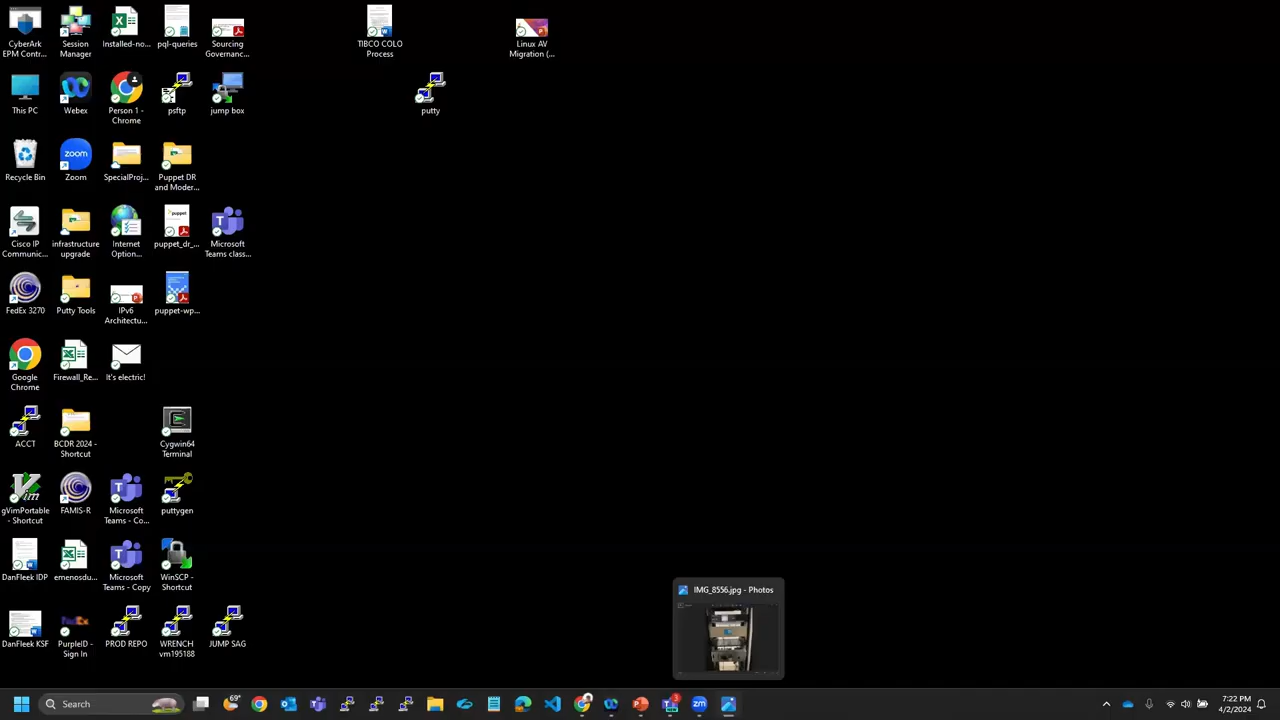 CyberArk
EPM Contr...
Session
Manager
Installed-no...
pql-queries
Sourcing
Governanc...
TIBCO COLO
Process
Linux AV
Migration (...
This PC
Webex
Person 1 -
Chrome
psftp
jump box
putty
Recycle Bin
zoom
Zoom
SpecialProj...
Puppet DR
and Moder...
Cisco IP
Communic...
infrastructure
upgrade
Internet
Option...
puppet
puppet_dr_...
Microsoft
Teams class...
FedEx 3270
Putty Tools
IPv6
Architectu...
puppet-wp...
Google
Chrome
Firewall_Re...
It's electric!
ACCT
BCDR 2024 -
Shortcut
Cygwin64
Terminal
gVimPortable
- Shortcut
FAMIS-R
Microsoft
Teams - Co...
puttygen
DanFleek IDP
emenosdu...
Microsoft
Teams - Copy
WinSCP -
Shortcut
IMG_8556.jpg - Photos
DanFleek KSF
PurpleID -
Sign In
PROD REPO
WRENCH
vm195188
JUMP SAG
Search
69°
3
zm
7:22 PM
4/2/2024